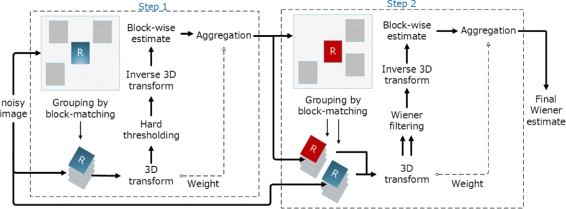 Step 1
Step 2
noisy
image
R
Grouping by
block-matching
R
Block-wise
estimate
Aggregation
Inverse 3D
transform
Hard
thresholding
3D
transform
Weight
R
Grouping by
block-matching
R
R
Block-wise
estimate
Aggregation
Inverse 3D
transform
Wiener
filtering
3D
transform
Weight
Final
Wiener
estimate